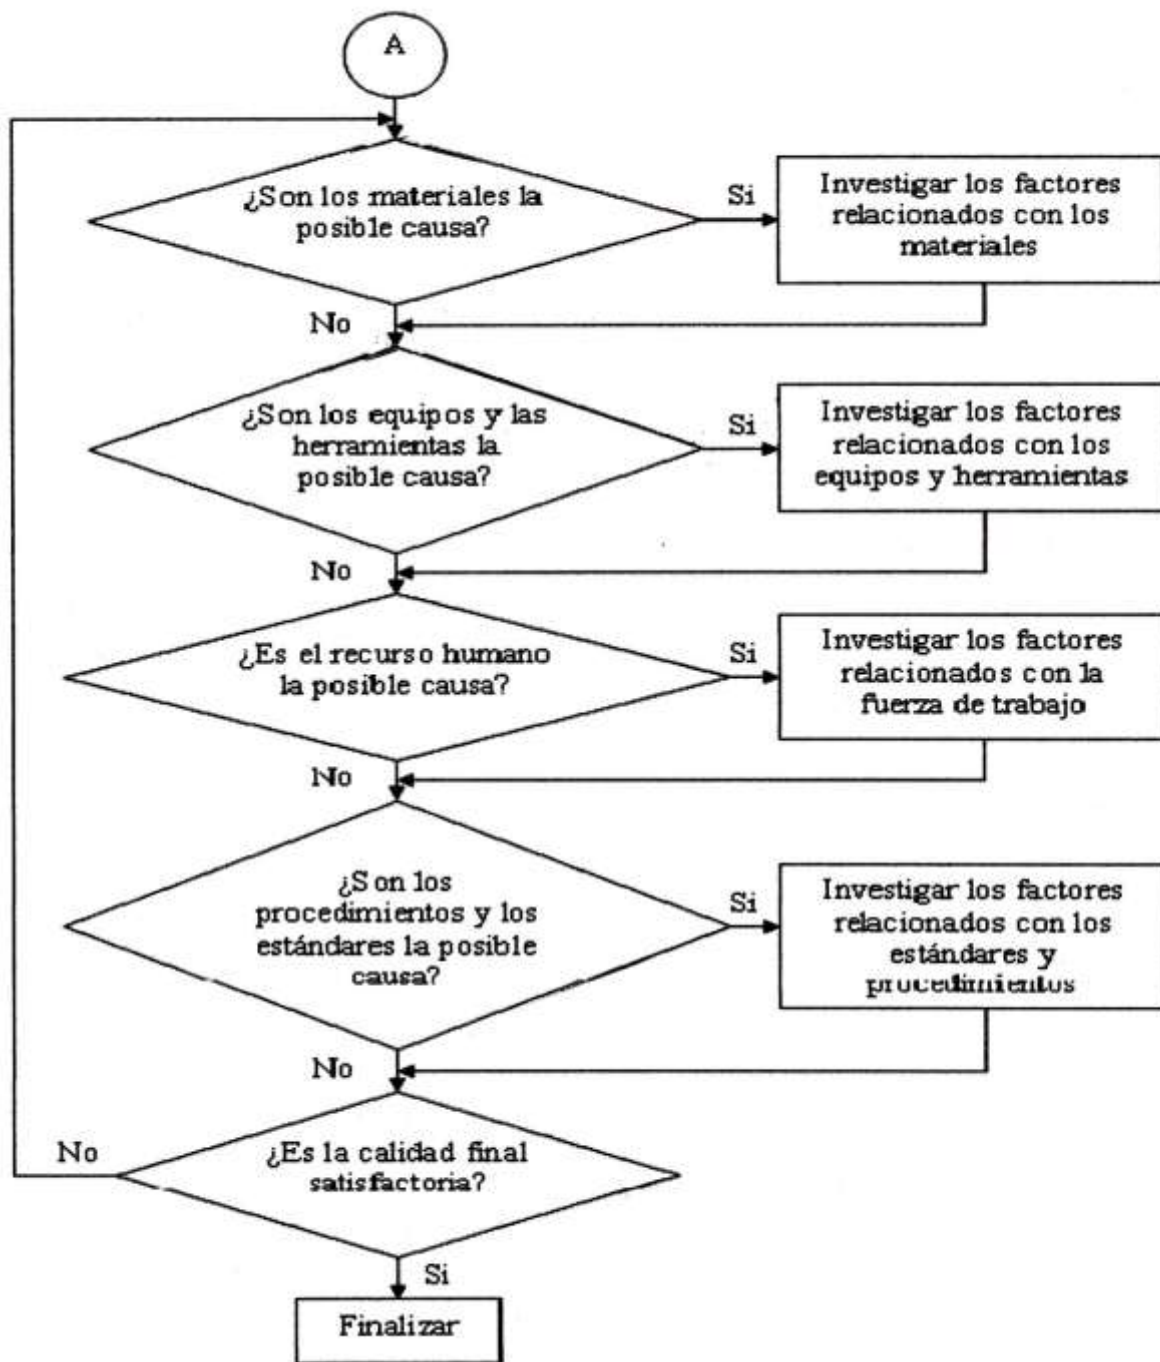 A
¿Son los materiales la
posible causa?
Si
Investigar los factores
relacionados con los
materiales
No
¿Son los equipos y las
herramientas la
posible causa?
Si
Investigar los factores
relacionados con los
equipos y herramientas
No
¿Es el recurso humano
la posible causa?
Si
Investigar los factores
relacionados con la
fuerza de trabajo
No
¿Son los
procedimientos y los
estándares la posible
causa?
Si
Investigar los factores
relacionados con los
estándares y
procedimientos
No
¿Es la calidad final
satisfactoria?
No
Si
Finalizar